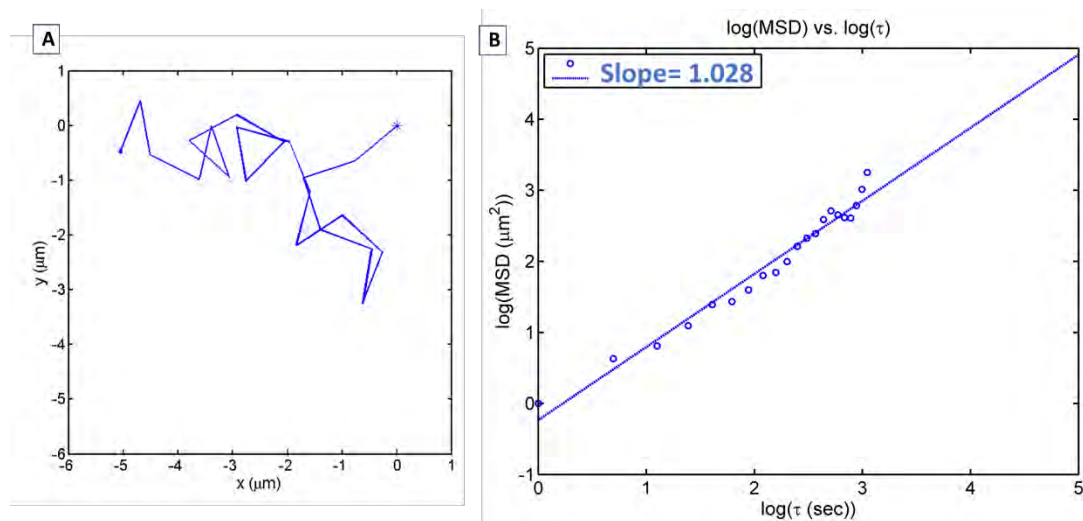 A
1
0
-1
-2
-3
-4
-5
-6
y (μm)
-6 -5 -4 -3 -2 -1 0 1
x (μm)
B
log(MSD) vs. log(τ)
Slope= 1.028
5
4
3
2
1
0
-1
log(MSD (μm²))
0 1 2 3 4 5
log(τ (sec))